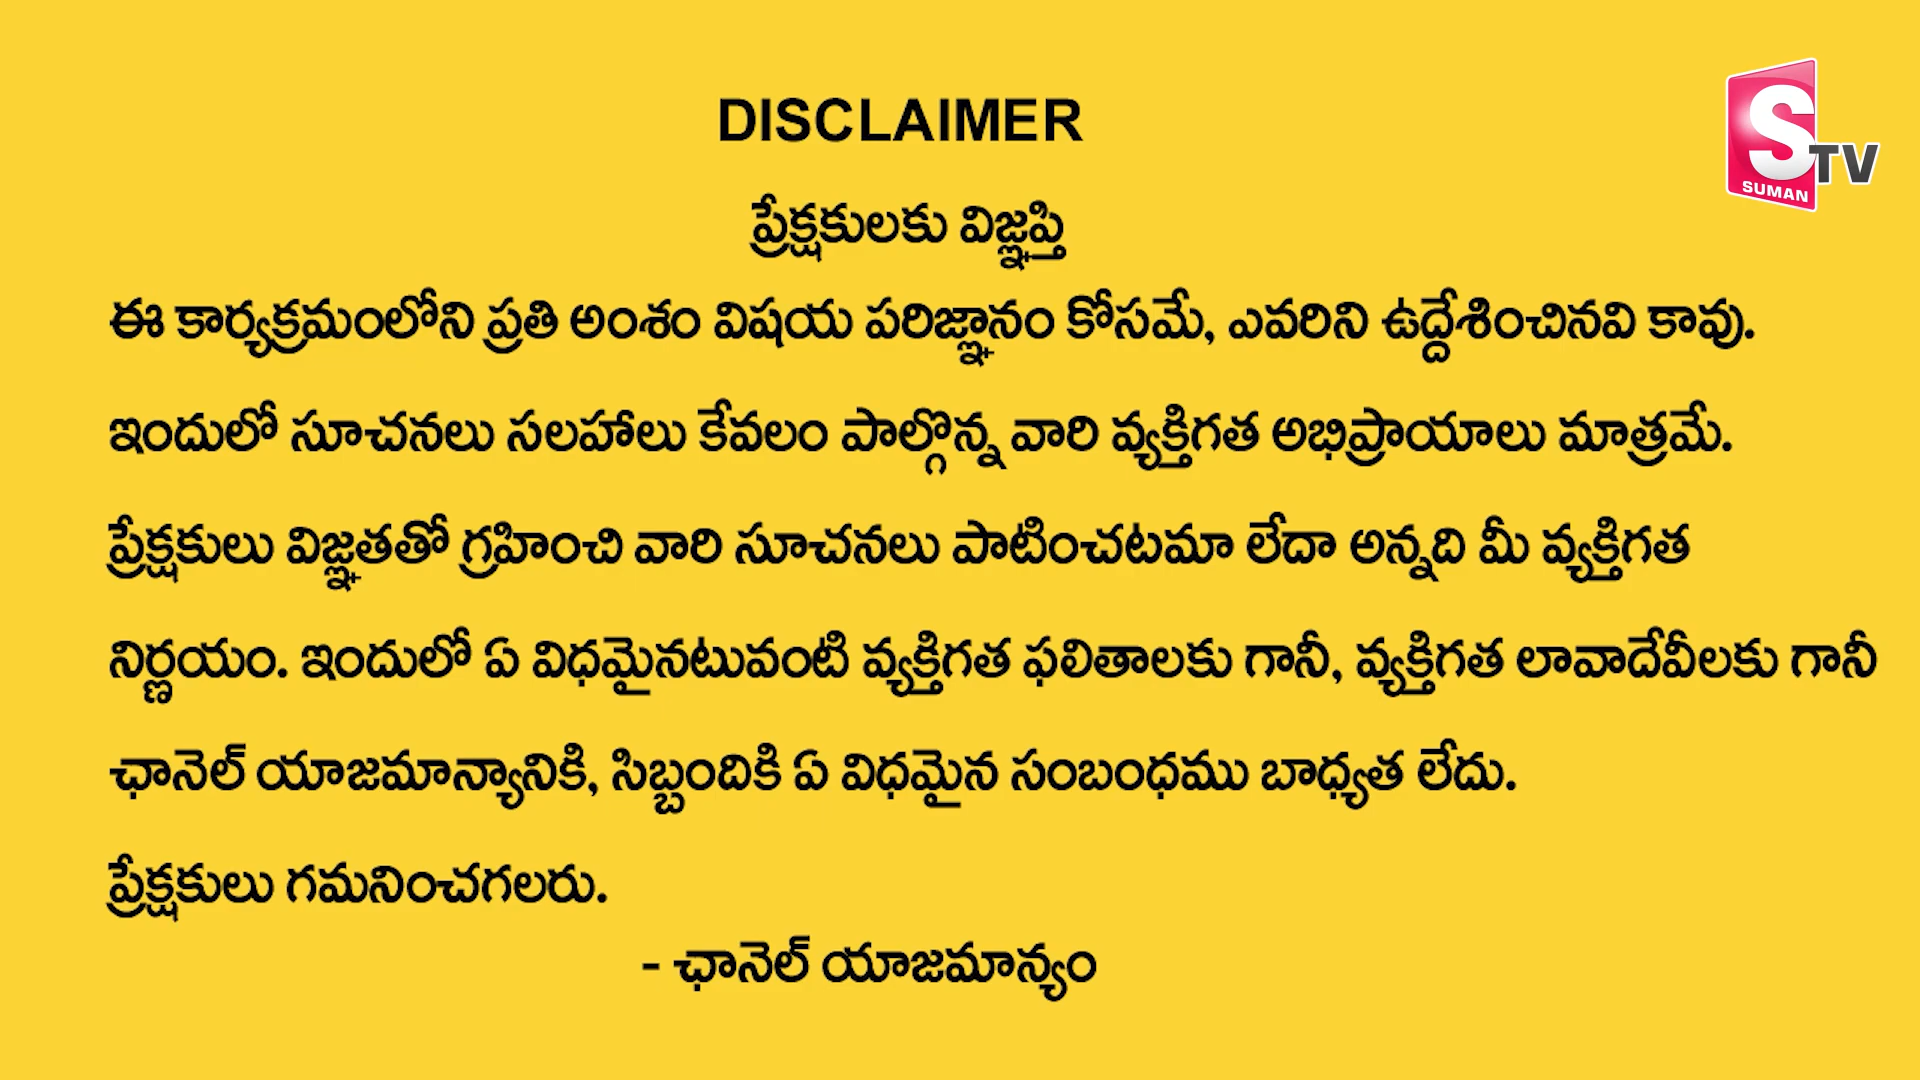 DISCLAIMER
S TV
SUMAN
ప్రేక్షకులకు విజ్ఞప్తి
ఈ కార్యక్రమంలోని ప్రతి అంశం విషయ పరిజ్ఞానం కోసమే, ఎవరిని ఉద్దేశించినవి కావు.
ఇందులో సూచనలు సలహాలు కేవలం పాల్గొన్న వారి వ్యక్తిగత అభిప్రాయాలు మాత్రమే.
ప్రేక్షకులు విజ్ఞతతో గ్రహించి వారి సూచనలు పాటించటమా లేదా అన్నది మీ వ్యక్తిగత
నిర్ణయం. ఇందులో ఏ విధమైనటువంటి వ్యక్తిగత ఫలితాలకు గానీ, వ్యక్తిగత లావాదేవీలకు గానీ
ఛానెల్ యాజమాన్యానికి, సిబ్బందికి ఏ విధమైన సంబంధము బాధ్యత లేదు.
ప్రేక్షకులు గమనించగలరు.
- ఛానెల్ యాజమాన్యం